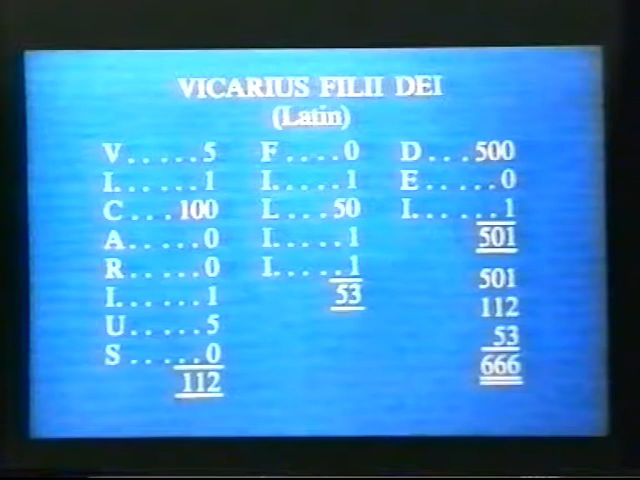 VICARIUS FILII DEI
(Latin)
V.....5 F....0 D...500
I......1 I.....1 E.....0
C...100 L...50 I......1
A.....0 I.....1 501
R.....0 I.....1 501
I......1 53 112
U.....5 53
S.....0 666
112